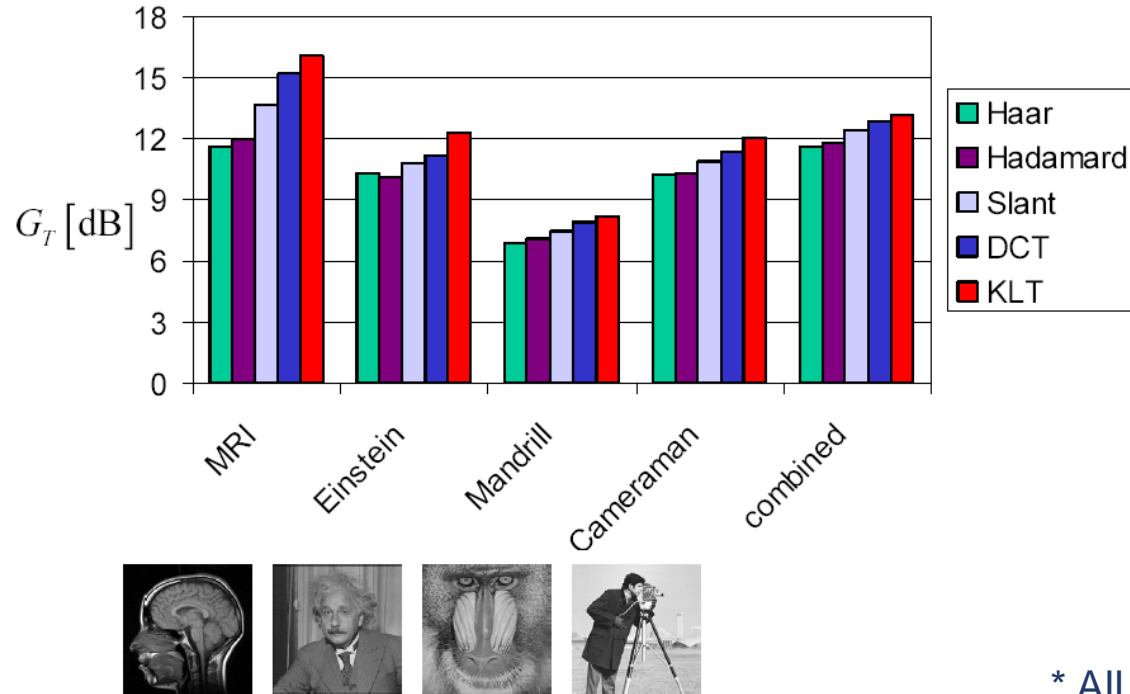 18
15
12
9
6
3
0
G_T [dB]
MRI
Einstein
Mandrill
Cameraman
combined
Haar
Hadamard
Slant
DCT
KLT
* All